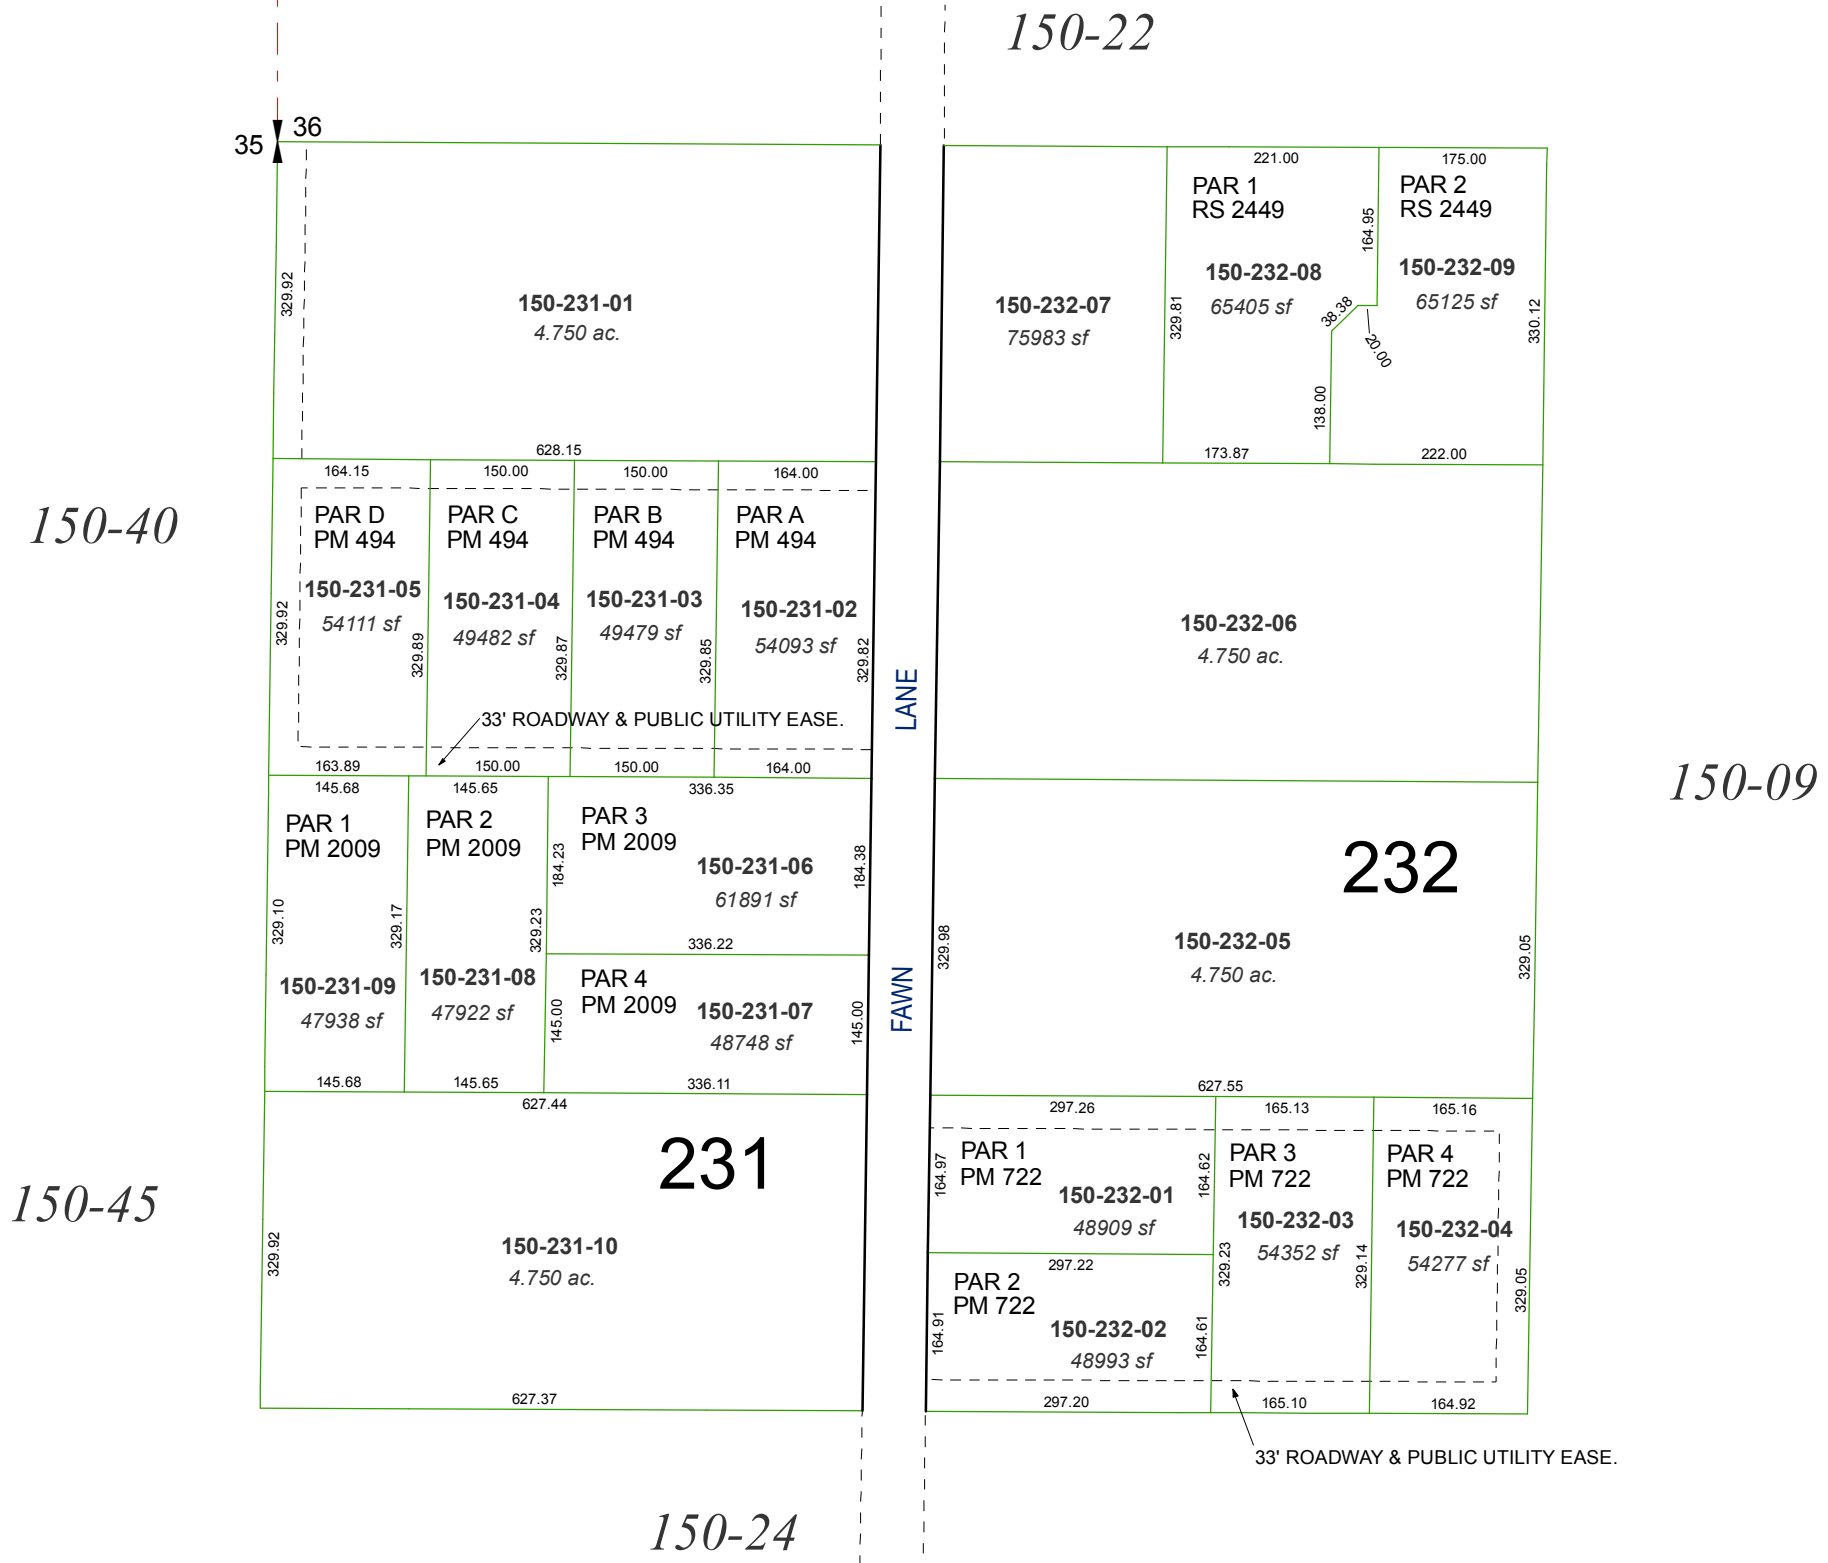 150-22
36
35
329.92
150-231-01
4.750 ac.
628.15
150-232-07
75983 sf
329.81
221.00
PAR 1
RS 2449
150-232-08
65405 sf
164.95
38.38
20.00
138.00
173.87
175.00
PAR 2
RS 2449
150-232-09
65125 sf
330.12
222.00
150-40
164.15
PAR D
PM 494
150-231-05
54111 sf
329.92
329.89
163.89
150.00
PAR C
PM 494
150-231-04
49482 sf
329.87
150.00
150.00
PAR B
PM 494
150-231-03
49479 sf
329.85
150.00
164.00
PAR A
PM 494
150-231-02
54093 sf
329.82
164.00
33' ROADWAY & PUBLIC UTILITY EASE.
FAWN LANE
150-232-06
4.750 ac.
150-09
145.68
PAR 1
PM 2009
329.10
329.17
150-231-09
47938 sf
145.68
145.65
PAR 2
PM 2009
329.23
150-231-08
47922 sf
145.65
336.35
PAR 3
PM 2009
184.23
184.38
150-231-06
61891 sf
336.22
PAR 4
PM 2009
150-231-07
48748 sf
145.00
145.00
336.11
232
329.98
150-232-05
4.750 ac.
329.05
627.55
150-45
627.44
231
329.92
150-231-10
4.750 ac.
627.37
297.26
PAR 1
PM 722
164.97
164.62
150-232-01
48909 sf
297.22
PAR 2
PM 722
164.91
164.61
150-232-02
48993 sf
297.20
165.13
PAR 3
PM 722
150-232-03
54352 sf
329.23
329.14
165.10
165.16
PAR 4
PM 722
150-232-04
54277 sf
329.05
164.92
33' ROADWAY & PUBLIC UTILITY EASE.
150-24